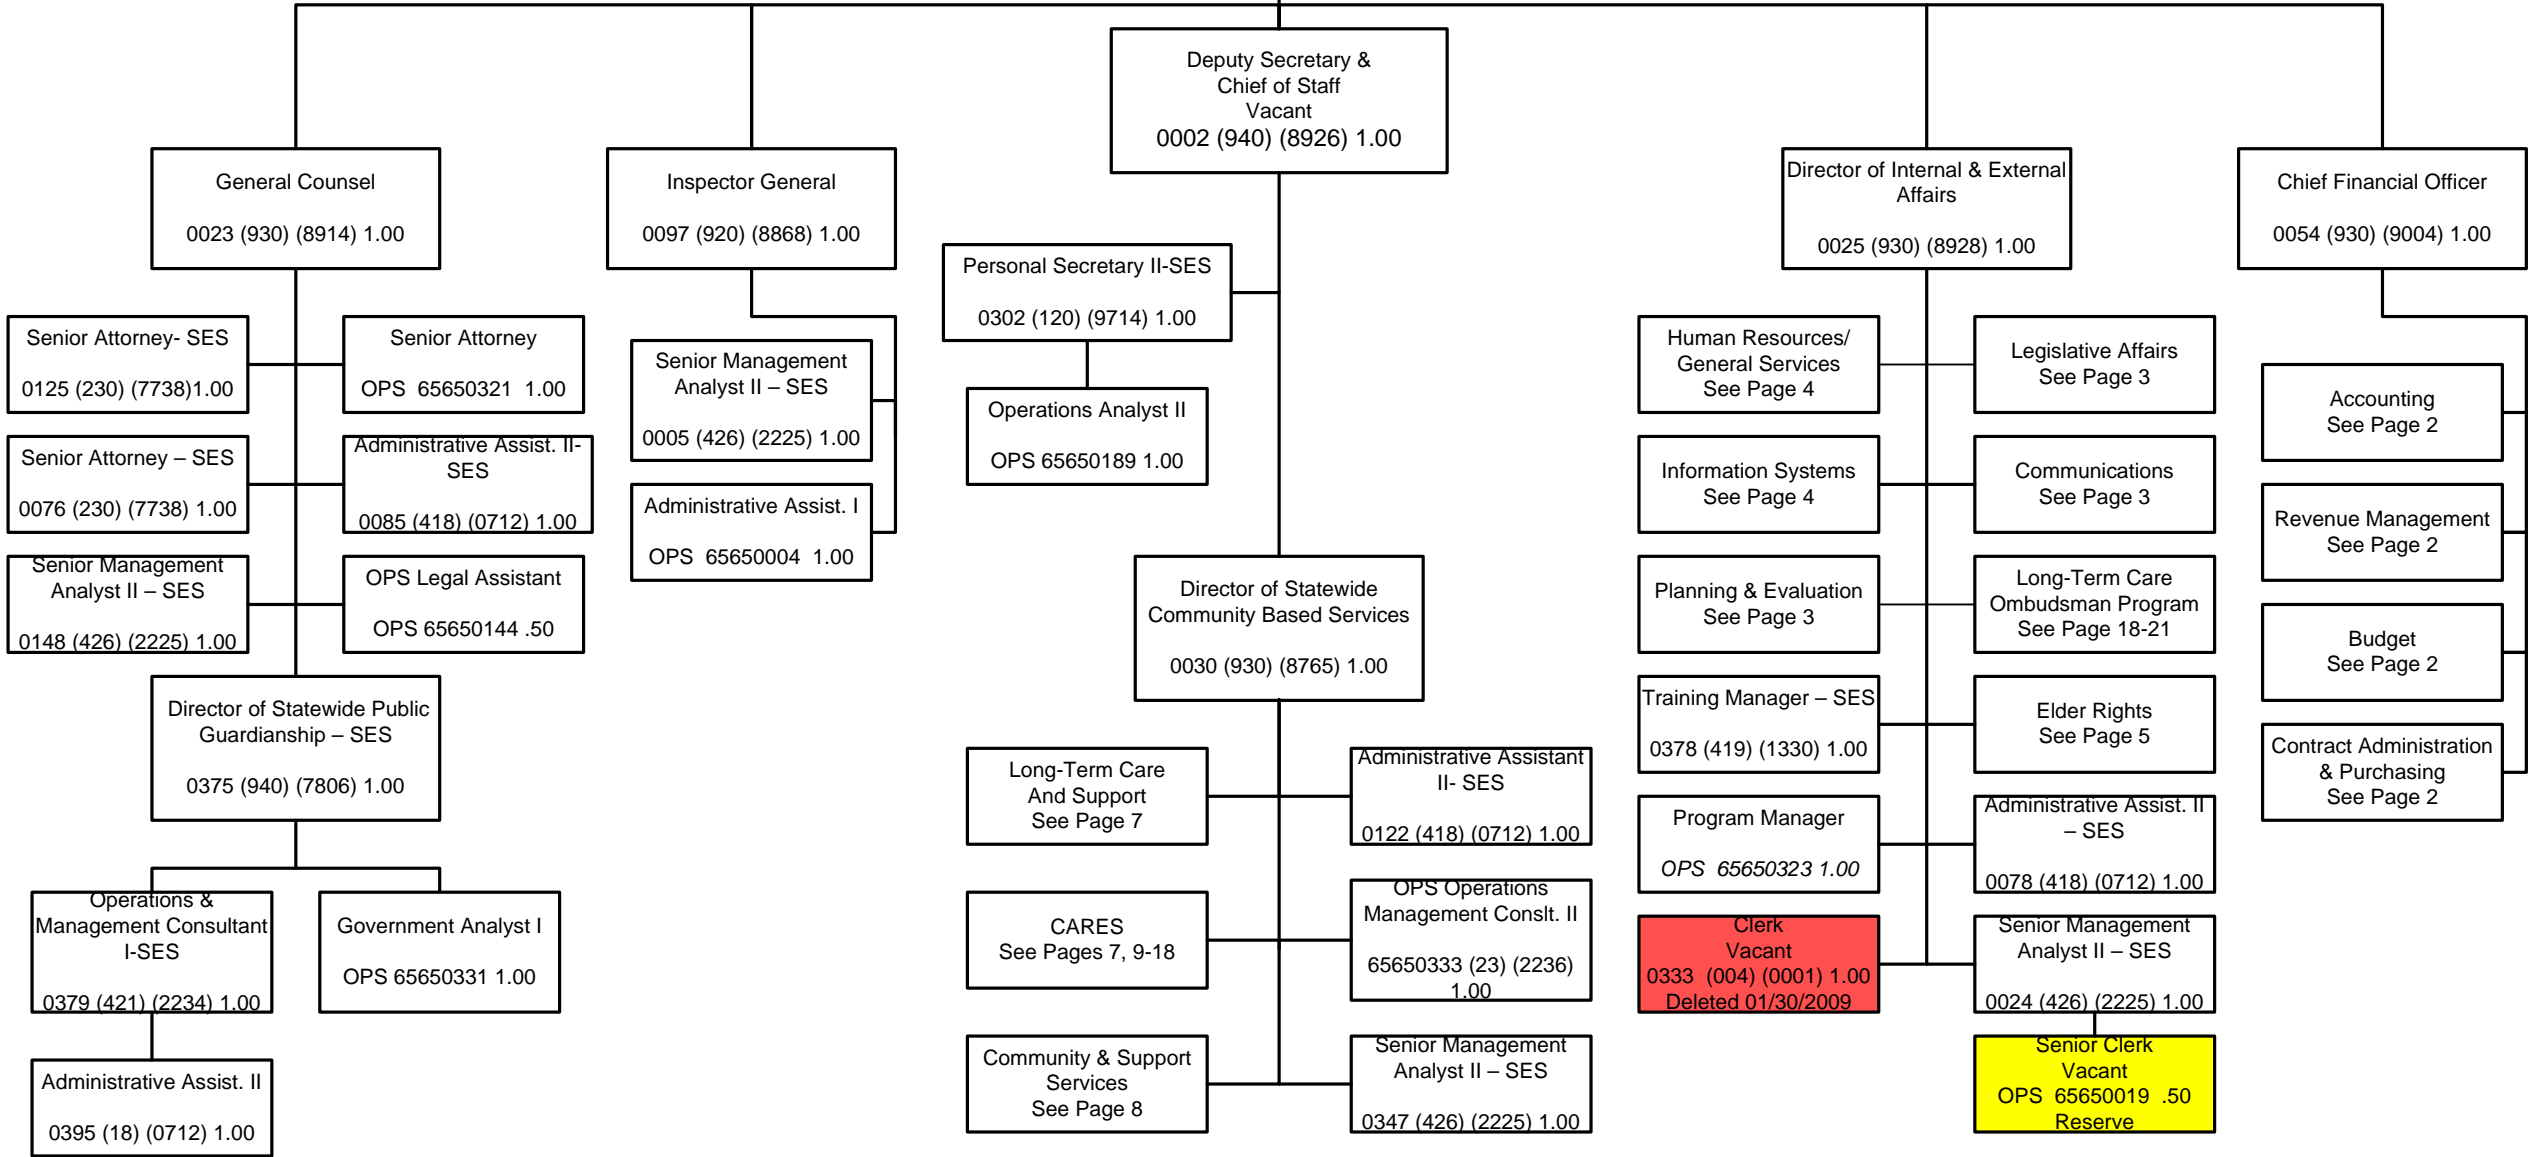 Deputy Secretary &
Chief of Staff
Vacant
0002 (940) (8926) 1.00
General Counsel
0023 (930) (8914) 1.00
Inspector General
0097 (920) (8868) 1.00
Director of Internal & External
Affairs
0025 (930) (8928) 1.00
Chief Financial Officer
0054 (930) (9004) 1.00
Senior Attorney- SES
0125 (230) (7738)1.00
Senior Attorney
OPS  65650321  1.00
Senior Attorney – SES
0076 (230) (7738) 1.00
Administrative Assist. II-
SES
0085 (418) (0712) 1.00
Senior Management
Analyst II – SES
0148 (426) (2225) 1.00
OPS Legal Assistant
OPS 65650144 .50
Director of Statewide Public
Guardianship – SES
0375 (940) (7806) 1.00
Operations &
Management Consultant
I-SES
0379 (421) (2234) 1.00
Government Analyst I
OPS 65650331 1.00
Administrative Assist. II
0395 (18) (0712) 1.00
Senior Management
Analyst II – SES
0005 (426) (2225) 1.00
Administrative Assist. I
OPS  65650004  1.00
Personal Secretary II-SES
0302 (120) (9714) 1.00
Operations Analyst II
OPS 65650189 1.00
Director of Statewide
Community Based Services
0030 (930) (8765) 1.00
Long-Term Care
And Support
See Page 7
Administrative Assistant
II- SES
0122 (418) (0712) 1.00
CARES
See Pages 7, 9-18
OPS Operations
Management Conslt. II
65650333 (23) (2236)
1.00
Community & Support
Services
See Page 8
Senior Management
Analyst II – SES
0347 (426) (2225) 1.00
Human Resources/
General Services
See Page 4
Legislative Affairs
See Page 3
Information Systems
See Page 4
Communications
See Page 3
Planning & Evaluation
See Page 3
Long-Term Care
Ombudsman Program
See Page 18-21
Training Manager – SES
0378 (419) (1330) 1.00
Elder Rights
See Page 5
Program Manager
OPS  65650323 1.00
Administrative Assist. II
– SES
0078 (418) (0712) 1.00
Clerk
Vacant
0333  (004) (0001) 1.00
Deleted 01/30/2009
Senior Management
Analyst II – SES
0024 (426) (2225) 1.00
Senior Clerk
Vacant
OPS  65650019  .50
Reserve
Accounting
See Page 2
Revenue Management
See Page 2
Budget
See Page 2
Contract Administration
& Purchasing
See Page 2